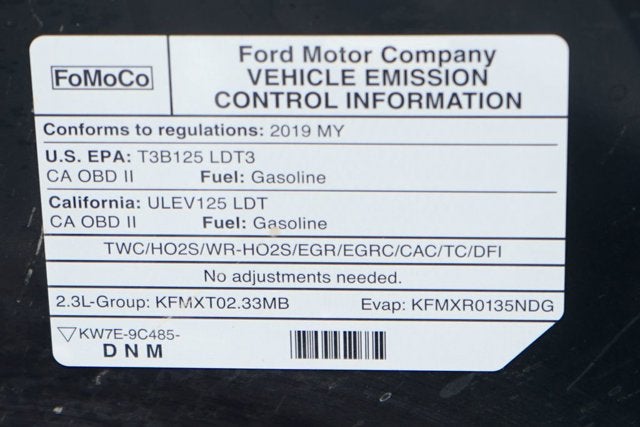 FoMoCo
Ford Motor Company
VEHICLE EMISSION
CONTROL INFORMATION
Conforms to regulations: 2019 MY
U.S. EPA: T3B125 LDT3
CA OBD II Fuel: Gasoline
California: ULEV125 LDT
CA OBD II Fuel: Gasoline
TWC/HO2S/WR-HO2S/EGR/EGRC/CAC/TC/DFI
No adjustments needed.
2.3L-Group: KFMXT02.33MB Evap: KFMXR0135NDG
KW7E-9C485-
DNM